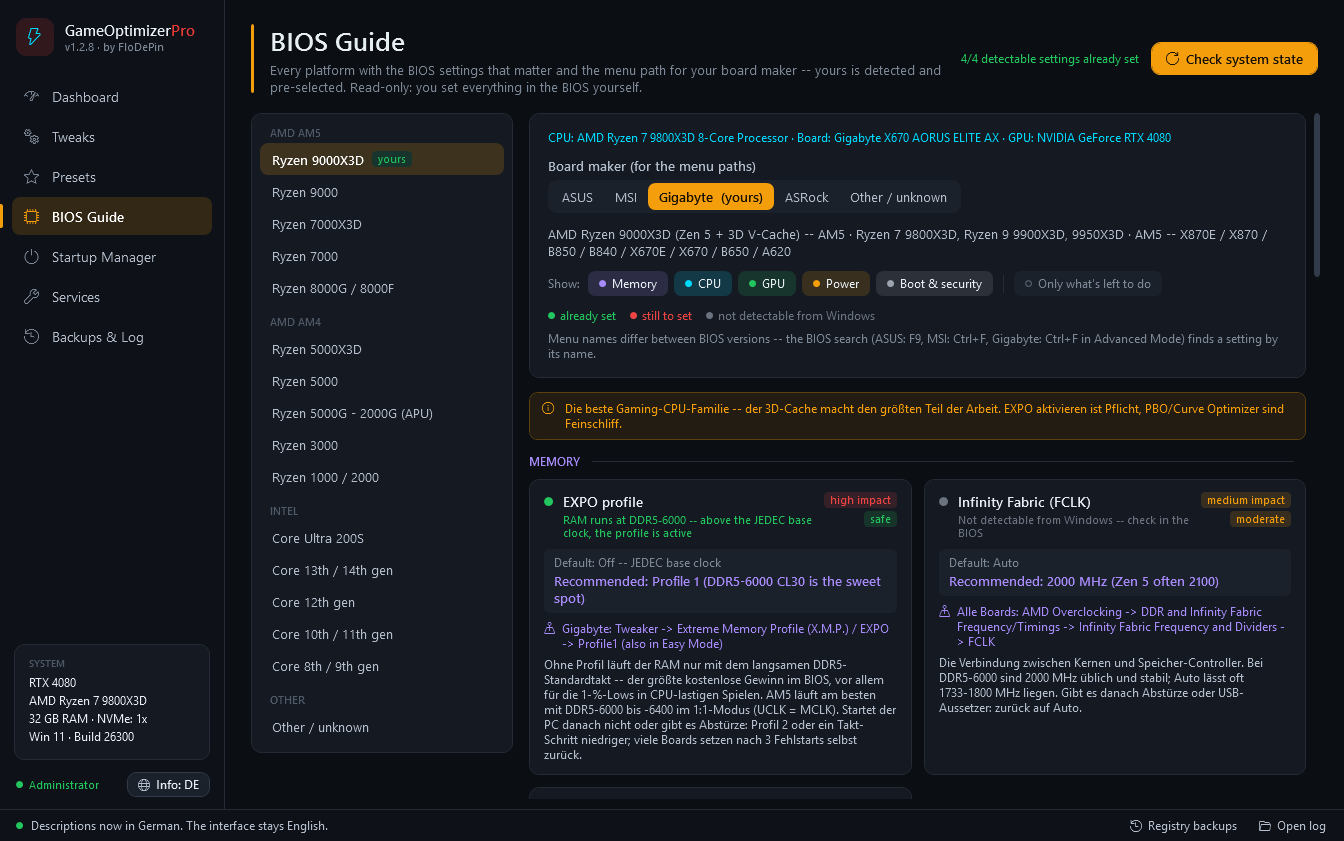 GameOptimizerPro
v1.2.8 · by FloDePin
Dashboard
Tweaks
Presets
BIOS Guide
Startup Manager
Services
Backups & Log
SYSTEM
RTX 4080
AMD Ryzen 7 9800X3D
32 GB RAM · NVMe: 1x
Win 11 · Build 26300
Administrator
Info: DE
BIOS Guide
Every platform with the BIOS settings that matter and the menu path for your board maker -- yours is detected and
pre-selected. Read-only: you set everything in the BIOS yourself.
4/4 detectable settings already set
Check system state
AMD AM5
Ryzen 9000X3D yours
Ryzen 9000
Ryzen 7000X3D
Ryzen 7000
Ryzen 8000G / 8000F
AMD AM4
Ryzen 5000X3D
Ryzen 5000
Ryzen 5000G - 2000G (APU)
Ryzen 3000
Ryzen 1000 / 2000
INTEL
Core Ultra 200S
Core 13th / 14th gen
Core 12th gen
Core 10th / 11th gen
Core 8th / 9th gen
OTHER
Other / unknown
CPU: AMD Ryzen 7 9800X3D 8-Core Processor · Board: Gigabyte X670 AORUS ELITE AX · GPU: NVIDIA GeForce RTX 4080
Board maker (for the menu paths)
ASUS MSI Gigabyte (yours) ASRock Other / unknown
AMD Ryzen 9000X3D (Zen 5 + 3D V-Cache) -- AM5 · Ryzen 7 9800X3D, Ryzen 9 9900X3D, 9950X3D · AM5 -- X870E / X870 /
B850 / B840 / X670E / X670 / B650 / A620
Show: Memory CPU GPU Power Boot & security Only what's left to do
already set still to set not detectable from Windows
Menu names differ between BIOS versions -- the BIOS search (ASUS: F9, MSI: Ctrl+F, Gigabyte: Ctrl+F in Advanced Mode) finds a setting by
its name.
Die beste Gaming-CPU-Familie -- der 3D-Cache macht den größten Teil der Arbeit. EXPO aktivieren ist Pflicht, PBO/Curve Optimizer sind
Feinschliff.
MEMORY
EXPO profile
high impact
RAM runs at DDR5-6000 -- above the JEDEC base
clock, the profile is active
safe
Default: Off -- JEDEC base clock
Recommended: Profile 1 (DDR5-6000 CL30 is the sweet
spot)
Gigabyte: Tweaker -> Extreme Memory Profile (X.M.P.) / EXPO
-> Profile1 (also in Easy Mode)
Ohne Profil läuft der RAM nur mit dem langsamen DDR5-
Standardtakt -- der größte kostenlose Gewinn im BIOS, vor allem
für die 1-%-Lows in CPU-lastigen Spielen. AM5 läuft am besten
mit DDR5-6000 bis -6400 im 1:1-Modus (UCLK = MCLK). Startet der
PC danach nicht oder gibt es Abstürze: Profil 2 oder ein Takt-
Schritt niedriger; viele Boards setzen nach 3 Fehlstarts selbst
zurück.
Infinity Fabric (FCLK)
medium impact
Not detectable from Windows -- check in the
BIOS
moderate
Default: Auto
Recommended: 2000 MHz (Zen 5 often 2100)
Alle Boards: AMD Overclocking -> DDR and Infinity Fabric
Frequency/Timings -> Infinity Fabric Frequency and Dividers -
> FCLK
Die Verbindung zwischen Kernen und Speicher-Controller. Bei
DDR5-6000 sind 2000 MHz üblich und stabil; Auto lässt oft
1733-1800 MHz liegen. Gibt es danach Abstürze oder USB-
Aussetzer: zurück auf Auto.
Descriptions now in German. The interface stays English.
Registry backups
Open log